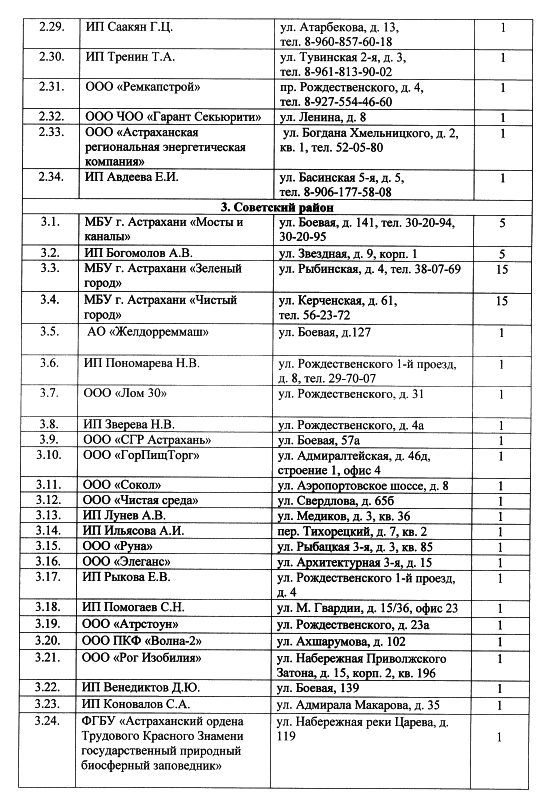 2.29. ИП Саакян Г.Ц. ул. Атарбекова, д. 13, 1
тел. 8-960-857-60-18
2.30. ИП Тренин Т.А. ул. Тувинская 2-я, д. 3, 1
тел. 8-961-813-90-02
2.31. ООО «Ремкапстрой» пр. Рождественского, д. 4, 1
тел. 8-927-554-46-60
2.32. ООО ЧОО «Гарант Секьюрити» ул. Ленина, д. 8 1
2.33. ООО «Астраханская ул. Богдана Хмельницкого, д. 2, 1
региональная энергетическая кв. 1, тел. 52-05-80
компания»
2.34. ИП Авдеева Е.И. ул. Басинская 5-я, д. 5, 1
тел. 8-906-177-58-08
3. Советский район
3.1. МБУ г. Астрахани «Мосты и ул. Боевая, д. 141, тел. 30-20-94, 5
каналы» 30-20-95
3.2. ИП Богомолов А.В. ул. Звездная, д. 9, корп. 1 5
3.3. МБУ г. Астрахани «Зеленый ул. Рыбинская, д. 4, тел. 38-07-69 15
город»
3.4. МБУ г. Астрахани «Чистый ул. Керченская, д. 61, 15
город» тел. 56-23-72
3.5. АО «Желдорреммаш» ул. Боевая, д.127 1
3.6. ИП Пономарева Н.В. ул. Рождественского 1-й проезд, 1
д. 8, тел. 29-70-07
3.7. ООО «Лом 30» ул. Рождественского, д. 31 1
3.8. ИП Зверева Н.В. ул. Рождественского, д. 4а 1
3.9. ООО «СГР Астрахань» ул. Боевая, 57а 1
3.10. ООО «ГорПищТорг» ул. Адмиралтейская, д. 46д, 1
строение 1, офис 4
3.11. ООО «Сокол» ул. Аэропортовское шоссе, д. 8 1
3.12. ООО «Чистая среда» ул. Свердлова, д. 65б 1
3.13. ИП Лунев А.В. ул. Медиков, д. 3, кв. 36 1
3.14. ИП Ильясова А.И. пер. Тихорецкий, д. 7, кв. 2 1
3.15. ООО «Руна» ул. Рыбацкая 3-я, д. 3, кв. 85 1
3.16. ООО «Элеганс» ул. Архитектурная 3-я, д. 15 1
3.17. ИП Рыкова Е.В. ул. Рождественского 1-й проезд, 1
д. 4
3.18. ИП Помогаев С.Н. ул. М. Гвардии, д. 15/36, офис 23 1
3.19. ООО «Атрстоун» ул. Рождественского, д. 23а 1
3.20. ООО ПКФ «Волна-2» ул. Ахшарумова, д. 102 1
3.21. ООО «Рог Изобилия» ул. Набережная Приволжского 1
Затона, д. 15, корп. 2, кв. 196
3.22. ИП Венедиктов Д.Ю. ул. Боевая, 139 1
3.23. ИП Коновалов С.А. ул. Адмирала Макарова, д. 35 1
3.24. ФГБУ «Астраханский ордена ул. Набережная реки Царева, д.
Трудового Красного Знамени 119 1
государственный природный
биосферный заповедник»